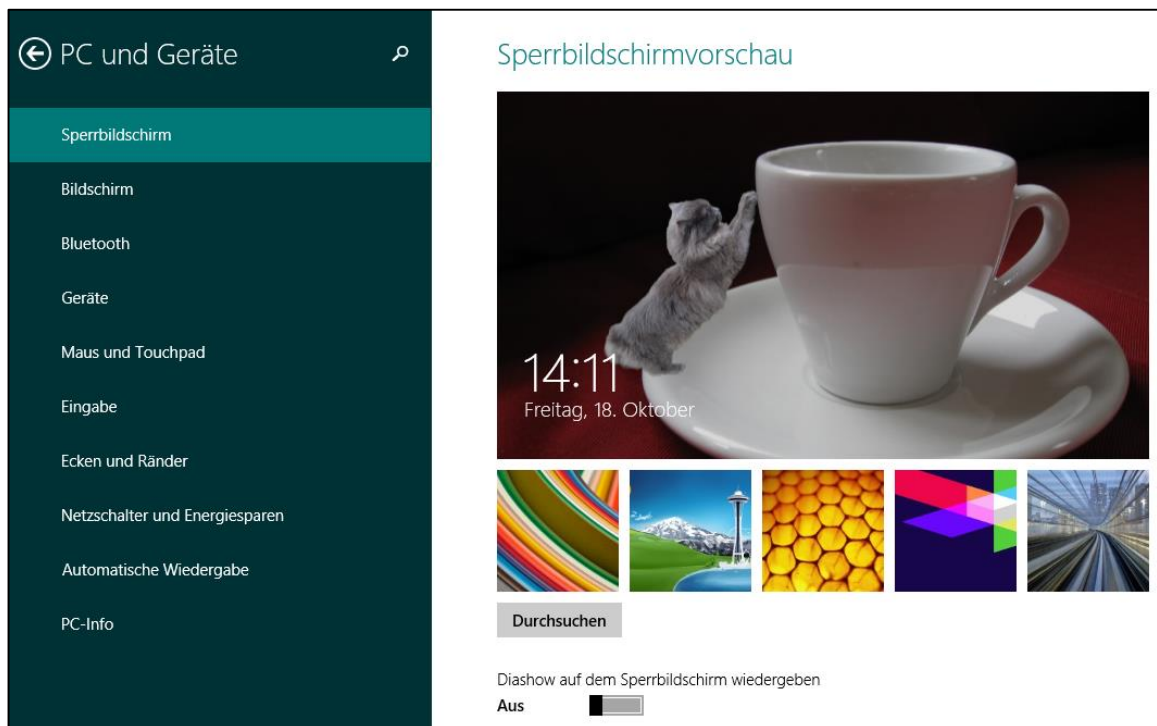 PC und Geräte
Sperrbildschirm
Bildschirm
Bluetooth
Geräte
Maus und Touchpad
Eingabe
Ecken und Ränder
Netzschalter und Energiesparen
Automatische Wiedergabe
PC-Info
Sperrbildschirmvorschau
14:11
Freitag, 18. Oktober
Durchsuchen
Diashow auf dem Sperrbildschirm wiedergeben
Aus